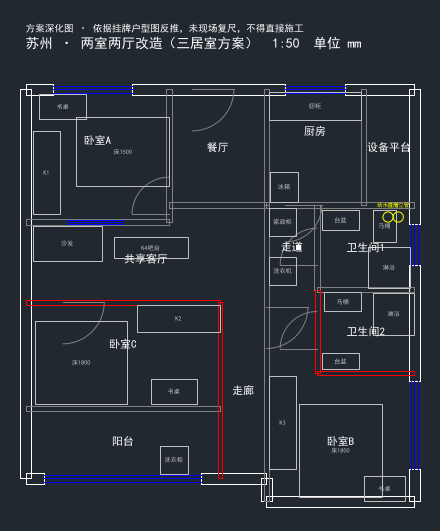 方案深化图 · 依据挂牌户型图反推，未现场复尺，不得直接施工
苏州 · 两室两厅改造（三居室方案） 1:50 单位 mm
书桌
橱柜
卧室A
厨房
床1500
餐厅
设备平台
K1
冰箱
台盆
家政柜
马桶
沙发
K4吧台
走道
卫生间1
共享客厅
洗衣机
淋浴
马桶
K2
淋浴
卫生间2
卧室C
床1800
台盆
书桌
走廊
K3
阳台
卧室B
床1800
洗衣柜
书桌